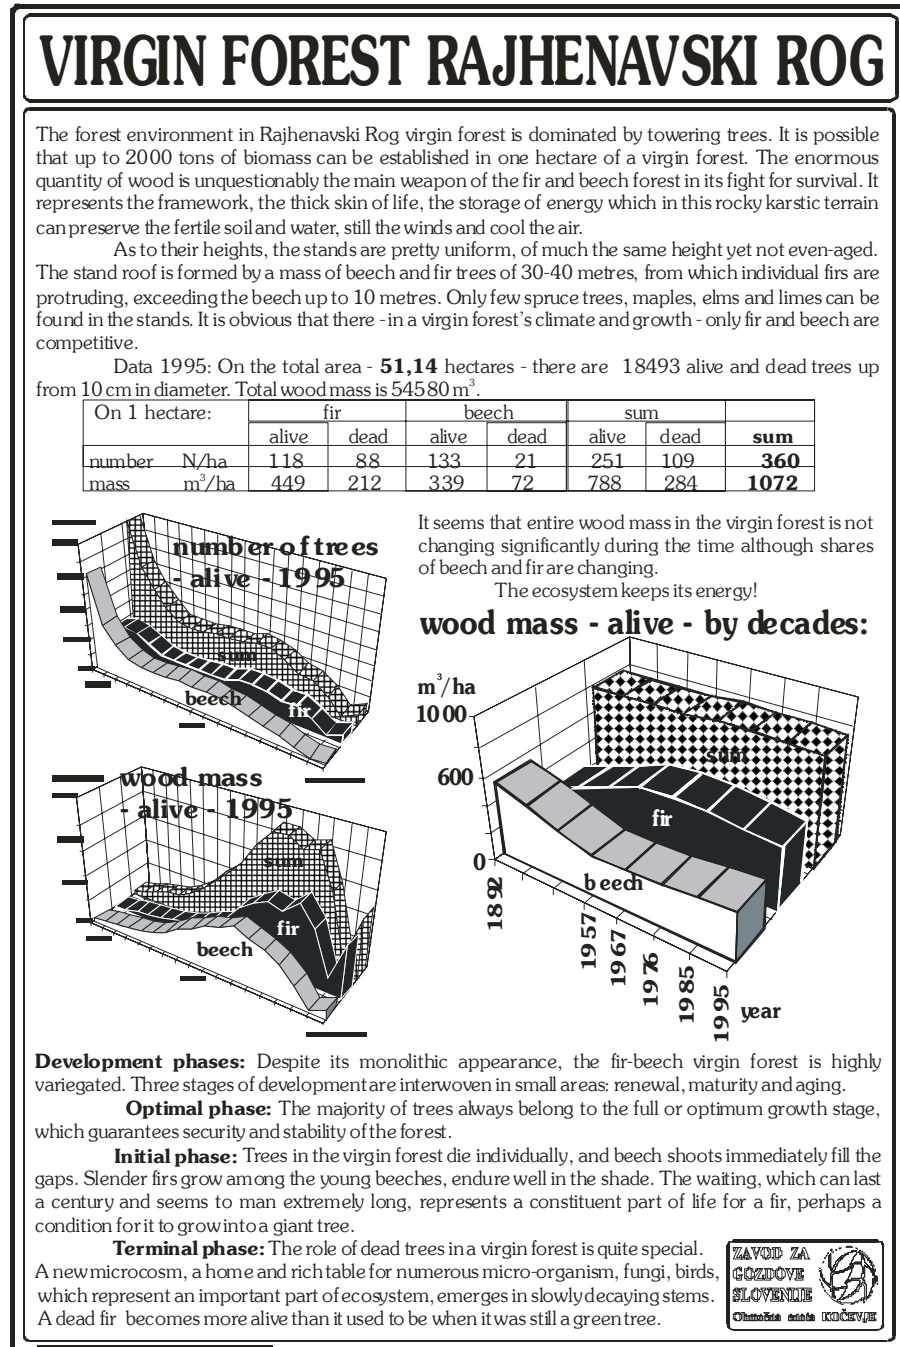 VIRGIN FOREST RAJHENAVSKI ROG
The forest environment in Rajhenavski Rog virgin forest is dominated by towering trees. It is possible
that up to 2000 tons of biomass can be established in one hectare of a virgin forest. The enormous
quantity of wood is unquestionably the main weapon of the fir and beech forest in its fight for survival. It
represents the framework, the thick skin of life, the storage of energy which in this rocky karstic terrain
can preserve the fertile soil and water, still the winds and cool the air.
As to their heights, the stands are pretty uniform, of much the same height yet not even-aged.
The stand roof is formed by a mass of beech and fir trees of 30-40 metres, from which individual firs are
protruding, exceeding the beech up to 10 metres. Only few spruce trees, maples, elms and limes can be
found in the stands. It is obvious that there - in a virgin forest's climate and growth - only fir and beech are
competitive.
Data 1995: On the total area - 51,14 hectares - there are 18493 alive and dead trees up
from 10 cm in diameter. Total wood mass is 54580 m³.
On 1 hectare: fir beech sum
alive dead alive dead alive dead sum
number N/ha 118 88 133 21 251 109 360
mass m³/ha 449 212 339 72 788 284 1072
number of trees
- alive - 1995
sum
beech
fir
wood mass
- alive - 1995
sum
fir
beech
It seems that entire wood mass in the virgin forest is not
changing significantly during the time although shares
of beech and fir are changing.
The ecosystem keeps its energy!
wood mass - alive - by decades:
m³/ha
1000
600
0
sum
fir
beech
1892
1957
1967
1976
1985
1995
year
Development phases: Despite its monolithic appearance, the fir-beech virgin forest is highly
variegated. Three stages of development are interwoven in small areas: renewal, maturity and aging.
Optimal phase: The majority of trees always belong to the full or optimum growth stage,
which guarantees security and stability of the forest.
Initial phase: Trees in the virgin forest die individually, and beech shoots immediately fill the
gaps. Slender firs grow among the young beeches, endure well in the shade. The waiting, which can last
a century and seems to man extremely long, represents a constituent part of life for a fir, perhaps a
condition for it to grow into a giant tree.
Terminal phase: The role of dead trees in a virgin forest is quite special.
A new microcosm, a home and rich table for numerous micro-organism, fungi, birds,
which represent an important part of ecosystem, emerges in slowly decaying stems.
A dead fir becomes more alive than it used to be when it was still a green tree.
ZAVOD ZA
GOZDOVE
SLOVENIJE
Območna enota KOČEVJE